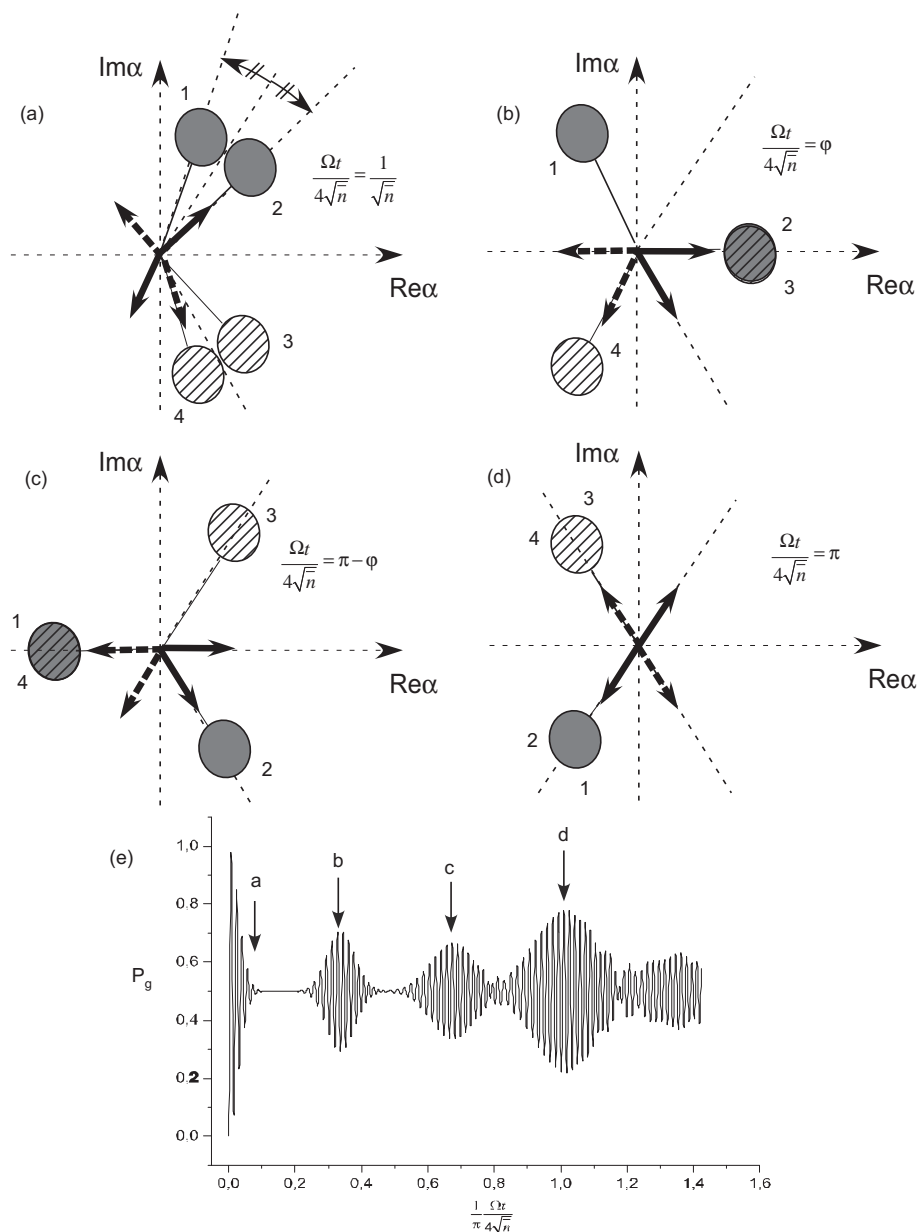 Imα
Imα
(a)
1
2
3
4
Ωt/4√n̄ = 1/√n̄
Reα
(b)
1
2
3
4
Ωt/4√n̄ = φ
Reα
Imα
Imα
(c)
3
1
4
2
Ωt/4√n̄ = π−φ
Reα
(d)
3
4
2
1
Ωt/4√n̄ = π
Reα
(e)
a
b
c
d
1,0
0,8
0,6
0,4
0,2
0,0
P_g
0,0 0,2 0,4 0,6 0,8 1,0 1,2 1,4 1,6
1/π Ωt/4√n̄